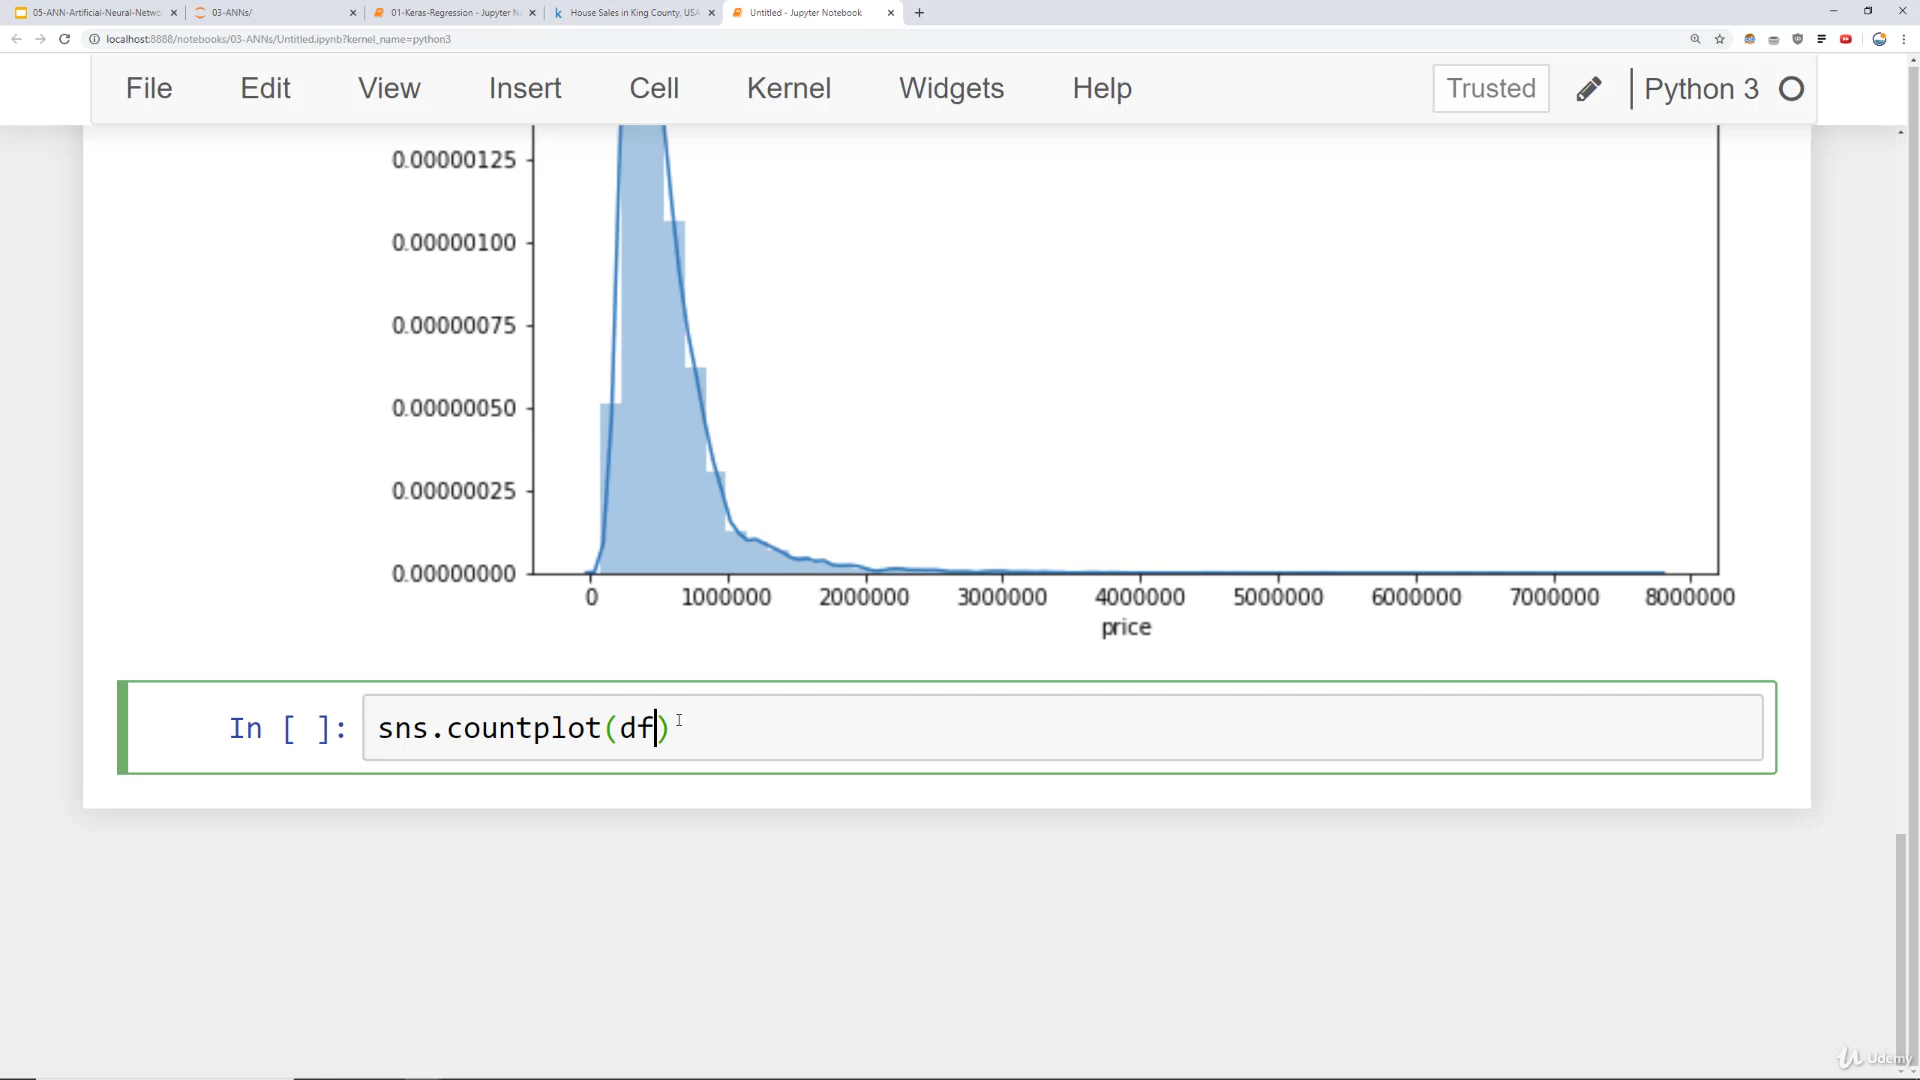 05-ANN-Artificial-Neural-Netwo
03-ANNs/
01-Keras-Regression - Jupyter N
House Sales in King County, USA
Untitled - Jupyter Notebook
localhost:8888/notebooks/03-ANNs/Untitled.ipynb?kernel_name=python3
File Edit View Insert Cell Kernel Widgets Help Trusted Python 3
0.00000125
0.00000100
0.00000075
0.00000050
0.00000025
0.00000000
0 1000000 2000000 3000000 4000000 5000000 6000000 7000000 8000000
price
In [ ]: sns.countplot(df)
Udemy